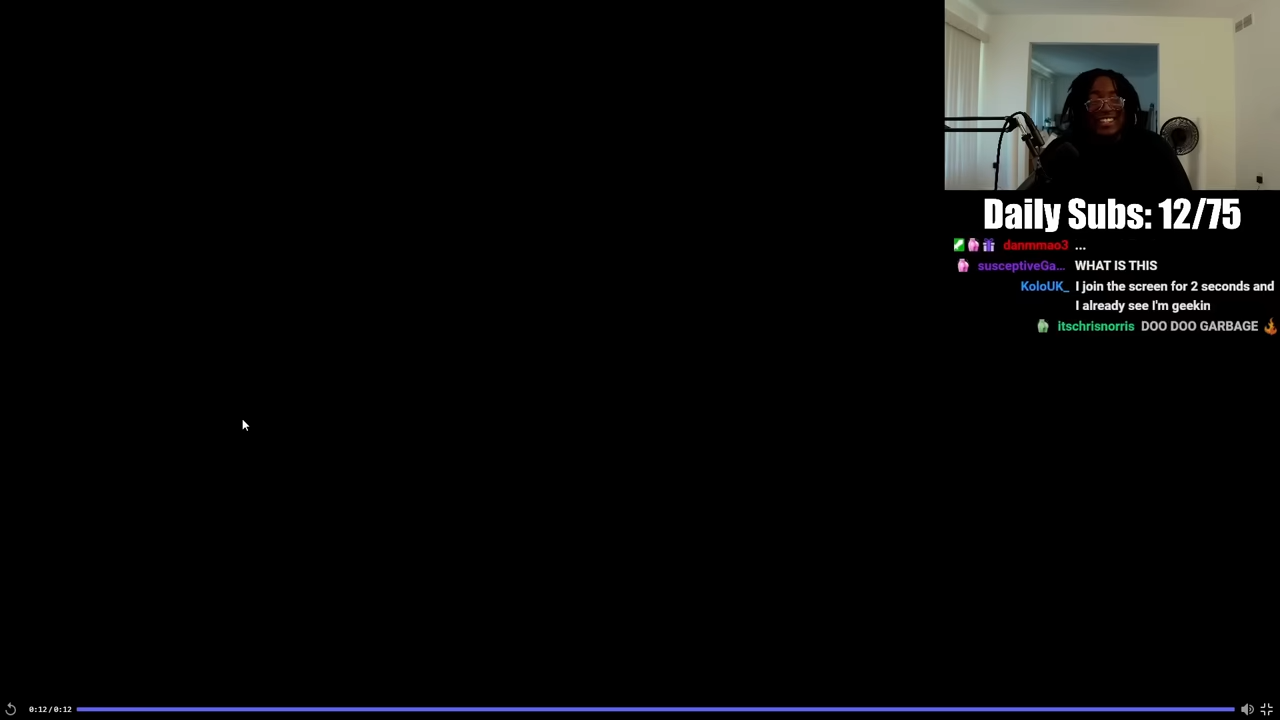 Daily Subs: 12/75
danmmao3 ...
susceptiveGa... WHAT IS THIS
KoloUK_ I join the screen for 2 seconds and
I already see I'm geekin
itschrisnorris DOO DOO GARBAGE
0:12/0:12